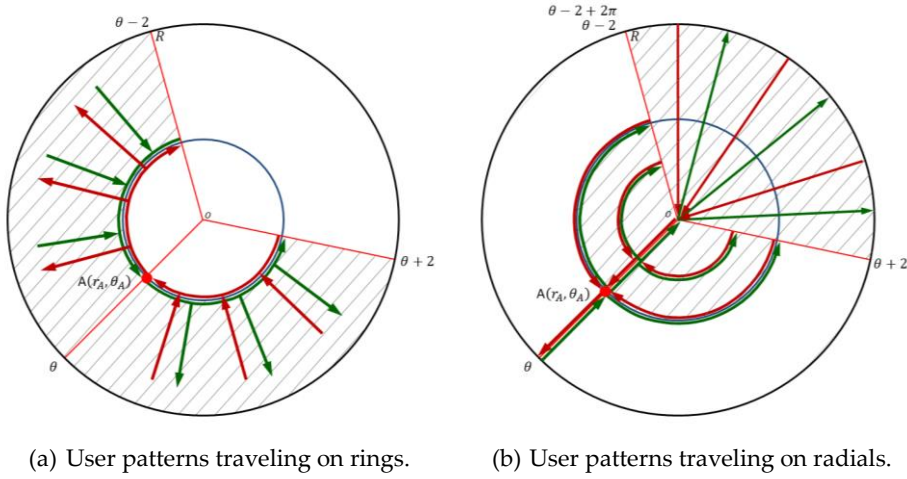 θ − 2
R
o
A(r_A, θ_A)
θ + 2
θ
(a) User patterns traveling on rings.
θ − 2 + 2π
θ − 2
R
o
A(r_A, θ_A)
θ + 2
θ
(b) User patterns traveling on radials.